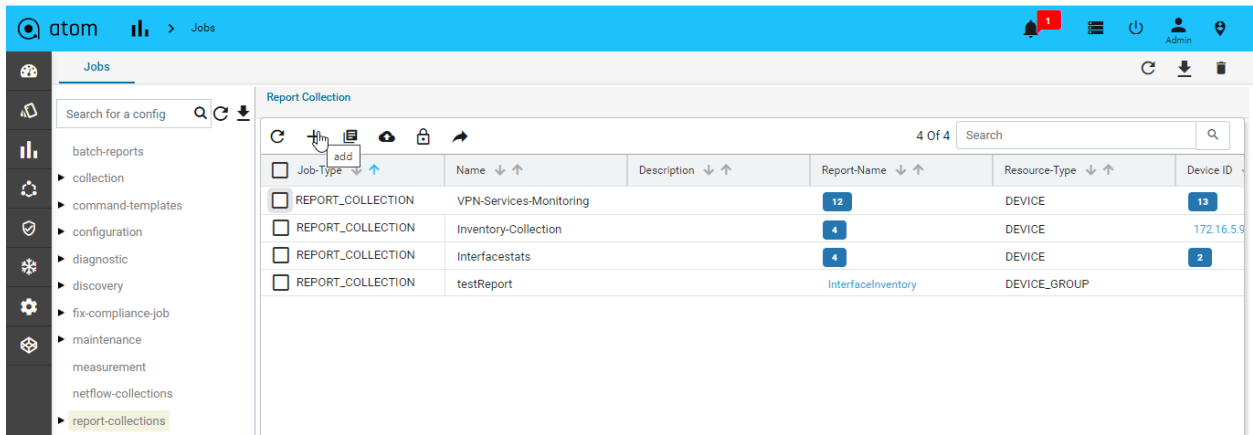 atom > Jobs 1 Admin
Jobs
Search for a config
batch-reports
collection
command-templates
configuration
diagnostic
discovery
fix-compliance-job
maintenance
measurement
netflow-collections
report-collections
Report Collection
4 Of 4 Search
add
Job-Type Name Description Report-Name Resource-Type Device ID
REPORT_COLLECTION VPN-Services-Monitoring 12 DEVICE 13
REPORT_COLLECTION Inventory-Collection 4 DEVICE 172.16.5.9
REPORT_COLLECTION Interfacestats 4 DEVICE 2
REPORT_COLLECTION testReport InterfaceInventory DEVICE_GROUP